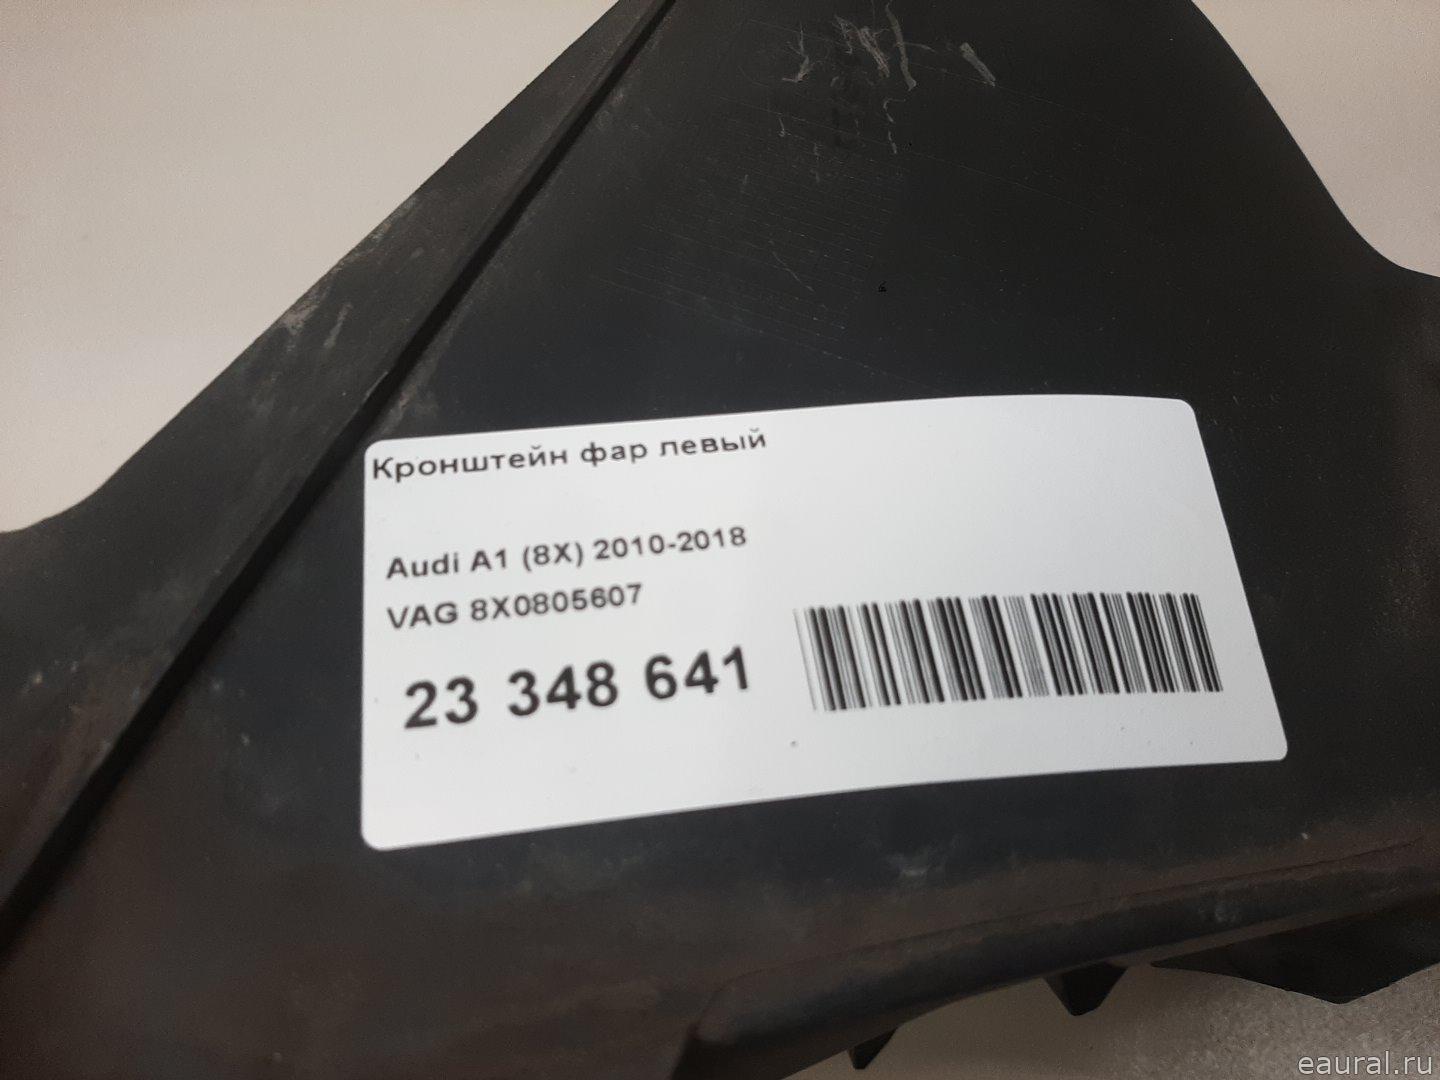 Кронштейн фар левый
Audi A1 (8X) 2010-2018
VAG 8X0805607
23 348 641
eaural.ru